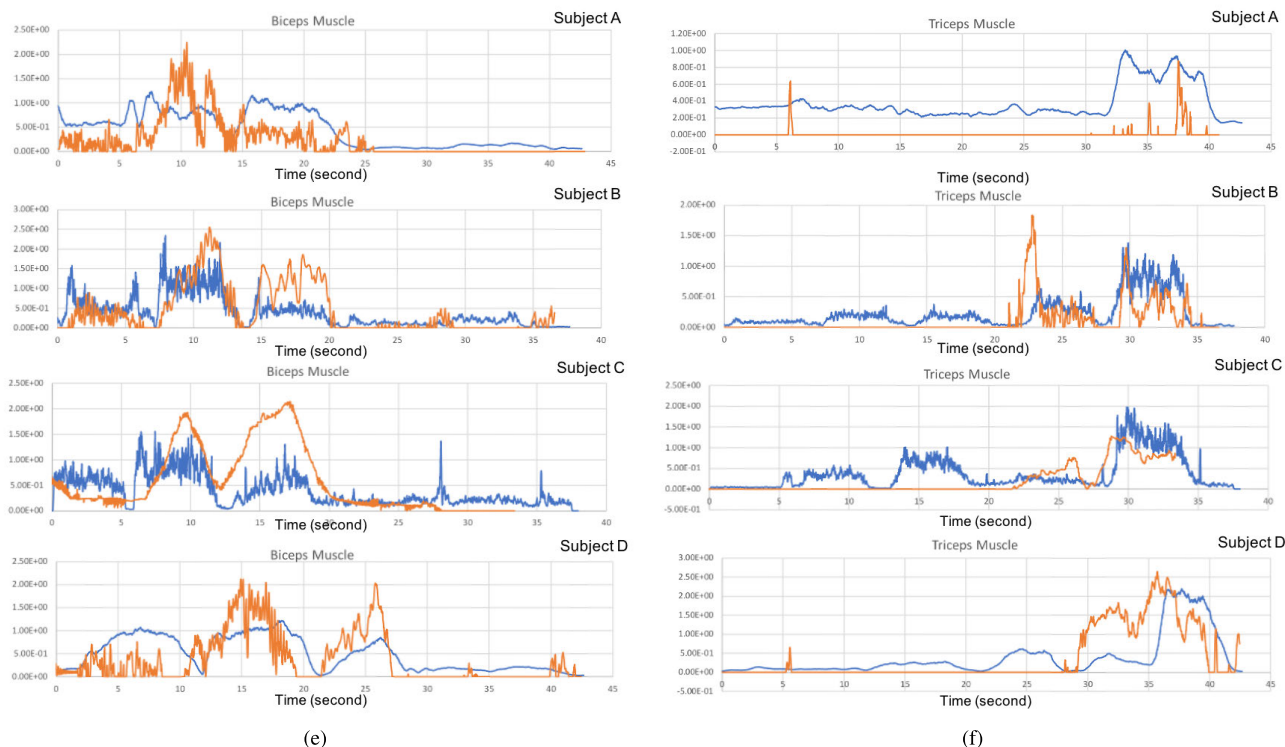 Subject A
Biceps Muscle
2.50E+00
2.00E+00
1.50E+00
1.00E+00
5.00E-01
0.00E+00
0 5 10 15 20 25 30 35 40 45
Time (second)
Subject A
Triceps Muscle
1.20E+00
1.00E+00
8.00E-01
6.00E-01
4.00E-01
2.00E-01
0.00E+00
-2.00E-01
0 5 10 15 20 25 30 35 40 45
Time (second)
Subject B
Biceps Muscle
3.00E+00
2.50E+00
2.00E+00
1.50E+00
1.00E+00
5.00E-01
0.00E+00
0 5 10 15 20 25 30 35 40
Time (second)
Subject B
Triceps Muscle
2.00E+00
1.50E+00
1.00E+00
5.00E-01
0.00E+00
0 5 10 15 20 25 30 35 40
Time (second)
Subject C
Biceps Muscle
2.50E+00
2.00E+00
1.50E+00
1.00E+00
5.00E-01
0.00E+00
0 5 10 15 20 25 30 35 40
Time (second)
Subject C
Triceps Muscle
2.50E+00
2.00E+00
1.50E+00
1.00E+00
5.00E-01
0.00E+00
-5.00E-01
0 5 10 15 20 25 30 35 40
Time (second)
Subject D
Biceps Muscle
2.50E+00
2.00E+00
1.50E+00
1.00E+00
5.00E-01
0.00E+00
0 5 10 15 20 25 30 35 40 45
Time (second)
Subject D
Triceps Muscle
3.00E+00
2.50E+00
2.00E+00
1.50E+00
1.00E+00
5.00E-01
0.00E+00
-5.00E-01
0 5 10 15 20 25 30 35 40 45
Time (second)
(e)
(f)